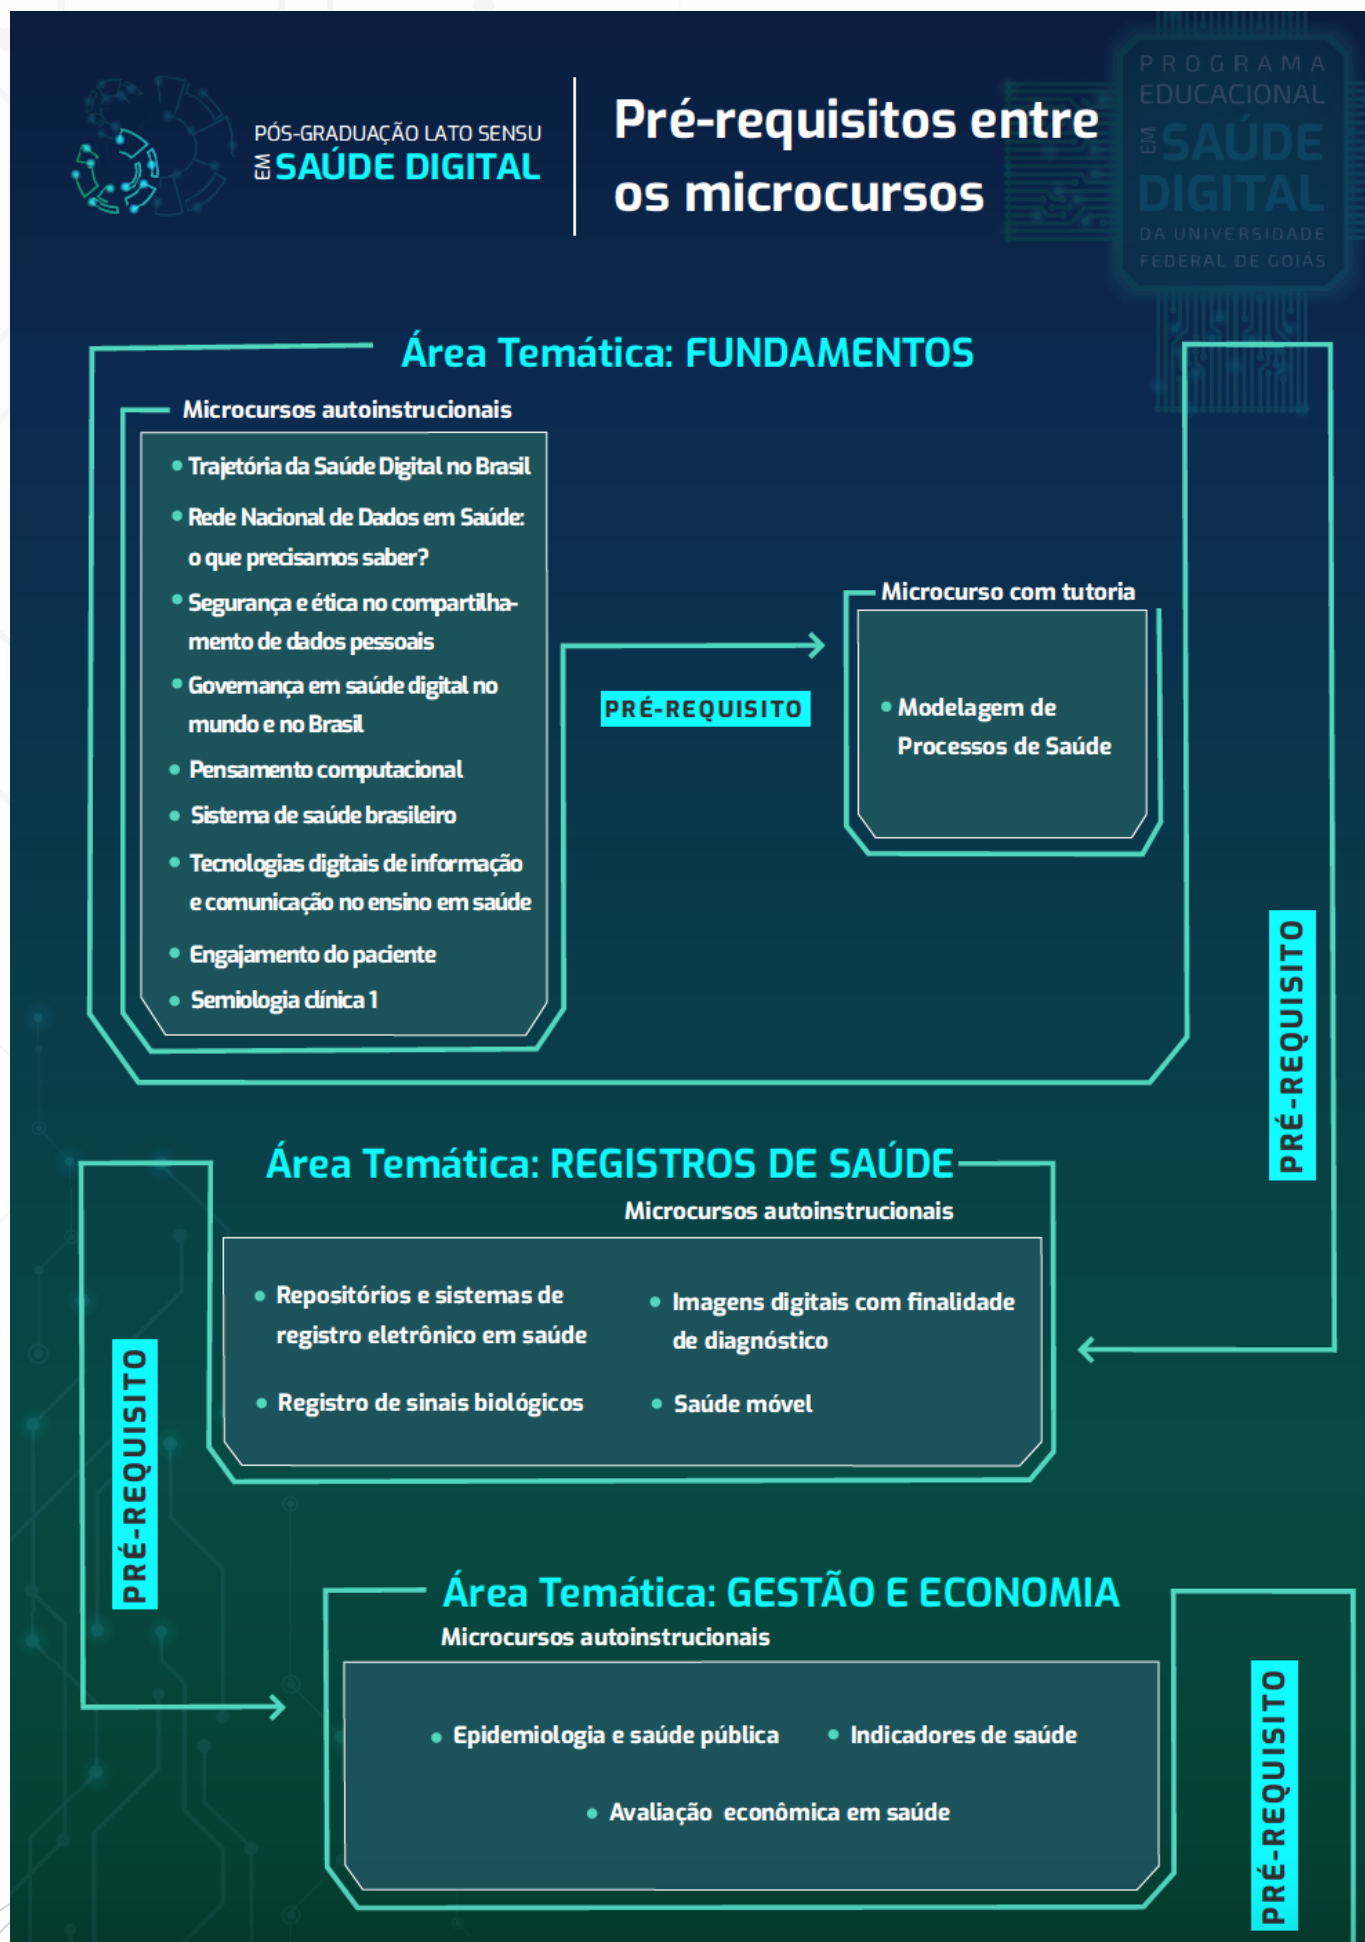 PÓS-GRADUAÇÃO LATO SENSU
EM SAÚDE DIGITAL
Pré-requisitos entre
os microcursos
PROGRAMA
EDUCACIONAL
EM SAÚDE
DIGITAL
DA UNIVERSIDADE
FEDERAL DE GOIÁS
Área Temática: FUNDAMENTOS
Microcursos autoinstrucionais
• Trajetória da Saúde Digital no Brasil
• Rede Nacional de Dados em Saúde:
o que precisamos saber?
• Segurança e ética no compartilha-
mento de dados pessoais
• Governança em saúde digital no
mundo e no Brasil
• Pensamento computacional
• Sistema de saúde brasileiro
• Tecnologias digitais de informação
e comunicação no ensino em saúde
• Engajamento do paciente
• Semiologia clínica 1
PRÉ-REQUISITO
Microcurso com tutoria
• Modelagem de
Processos de Saúde
PRÉ-REQUISITO
Área Temática: REGISTROS DE SAÚDE
Microcursos autoinstrucionais
• Repositórios e sistemas de
registro eletrônico em saúde
• Registro de sinais biológicos
• Imagens digitais com finalidade
de diagnóstico
• Saúde móvel
PRÉ-REQUISITO
Área Temática: GESTÃO E ECONOMIA
Microcursos autoinstrucionais
• Epidemiologia e saúde pública
• Indicadores de saúde
• Avaliação econômica em saúde
PRÉ-REQUISITO